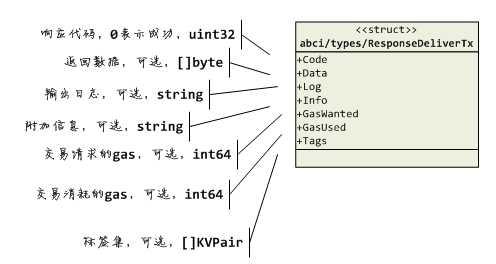 响应代码，0表示成功，uint32
返回数据，可选，[]byte
输出日志，可选，string
附加信息，可选，string
交易请求的gas，可选，int64
交易消耗的gas，可选，int64
标签集，可选，[]KVPair
<<struct>>
abci/types/ResponseDeliverTx
+Code
+Data
+Log
+Info
+GasWanted
+GasUsed
+Tags